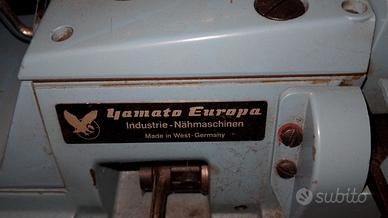 Yamato Europa
Industrie-Nähmaschinen
Made in West-Germany
subito